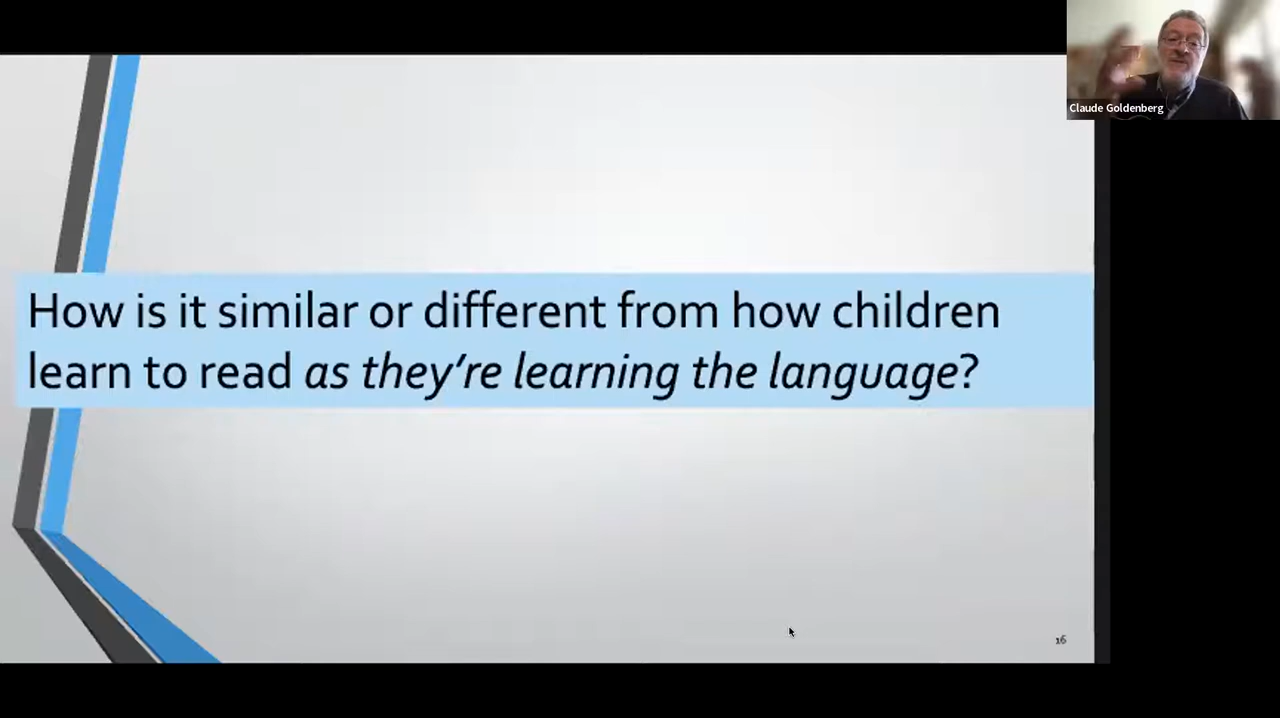 Claude Goldenberg
How is it similar or different from how children
learn to read as they’re learning the language?
16